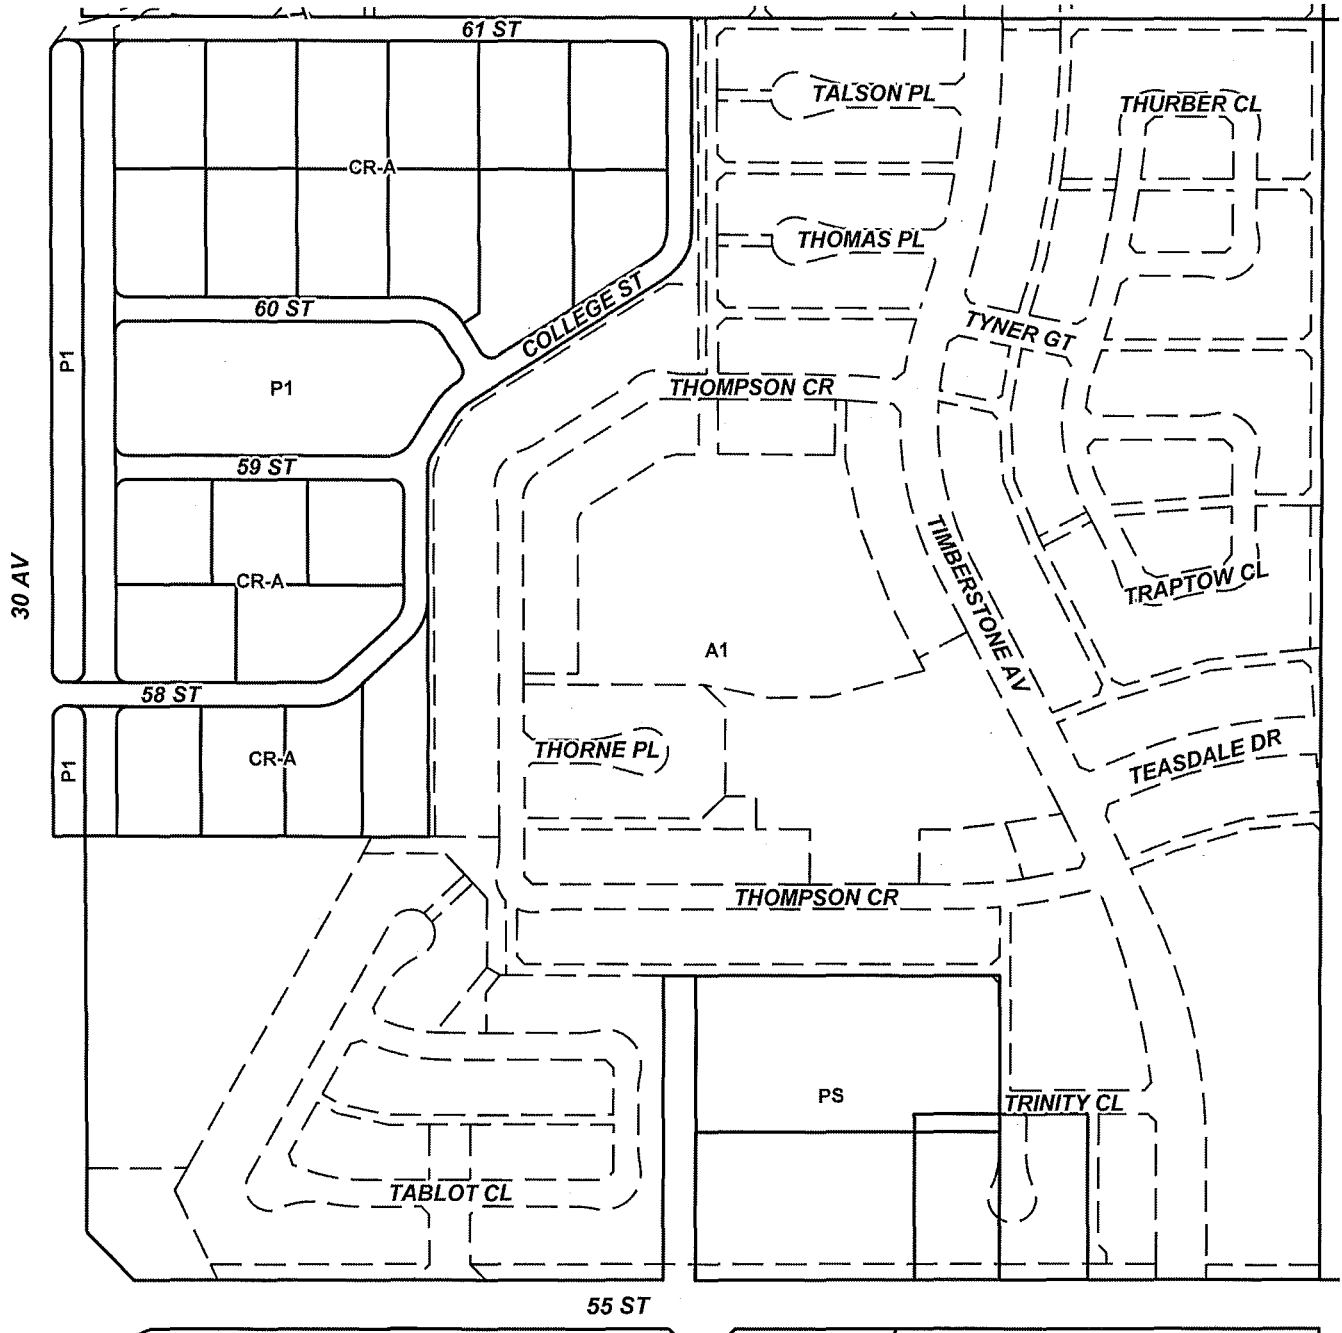 61 ST
TALSON PL
THURBER CL
CR-A
THOMAS PL
60 ST
COLLEGE ST
TYNER GT
P1
P1
THOMPSON CR
59 ST
30 AV
CR-A
TIMBERSTONE AV
TRAPTOW CL
A1
58 ST
THORNE PL
TEASDALE DR
CR-A
P1
THOMPSON CR
PS
TRINITY CL
TABLOT CL
55 ST